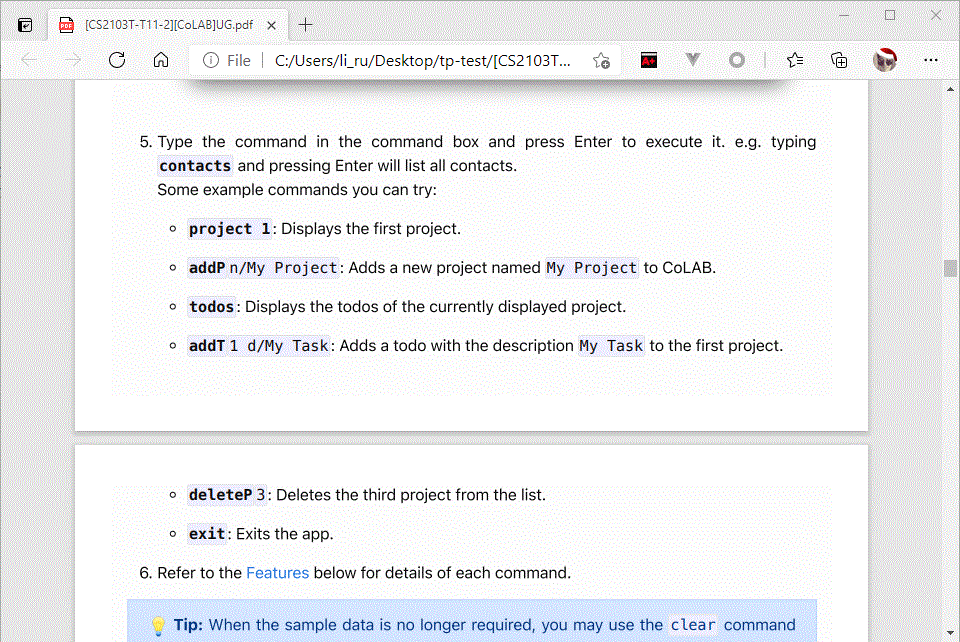 [CS2103T-T11-2][CoLAB]UG.pdf
File
C:/Users/li_ru/Desktop/tp-test/[CS2103T...
A+
5. Type the command in the command box and press Enter to execute it. e.g. typing
contacts and pressing Enter will list all contacts.
Some example commands you can try:
project 1: Displays the first project.
addP n/My Project: Adds a new project named My Project to CoLAB.
todos: Displays the todos of the currently displayed project.
addT 1 d/My Task: Adds a todo with the description My Task to the first project.
deleteP 3: Deletes the third project from the list.
exit: Exits the app.
6. Refer to the Features below for details of each command.
Tip: When the sample data is no longer required, you may use the clear command